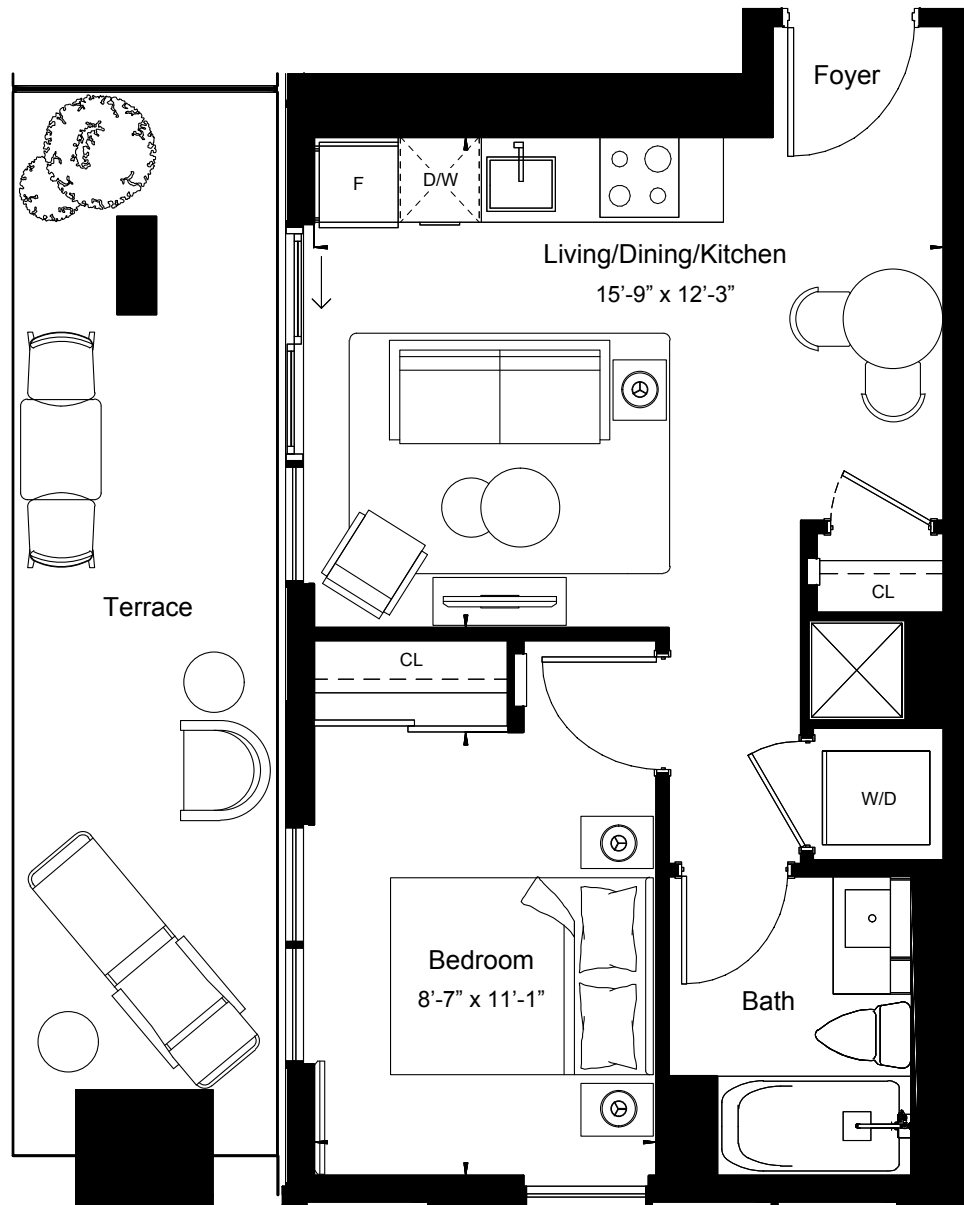 Foyer
F
D/W
Living/Dining/Kitchen
15’-9” x 12’-3”
CL
Terrace
CL
W/D
Bedroom
8’-7” x 11’-1”
Bath